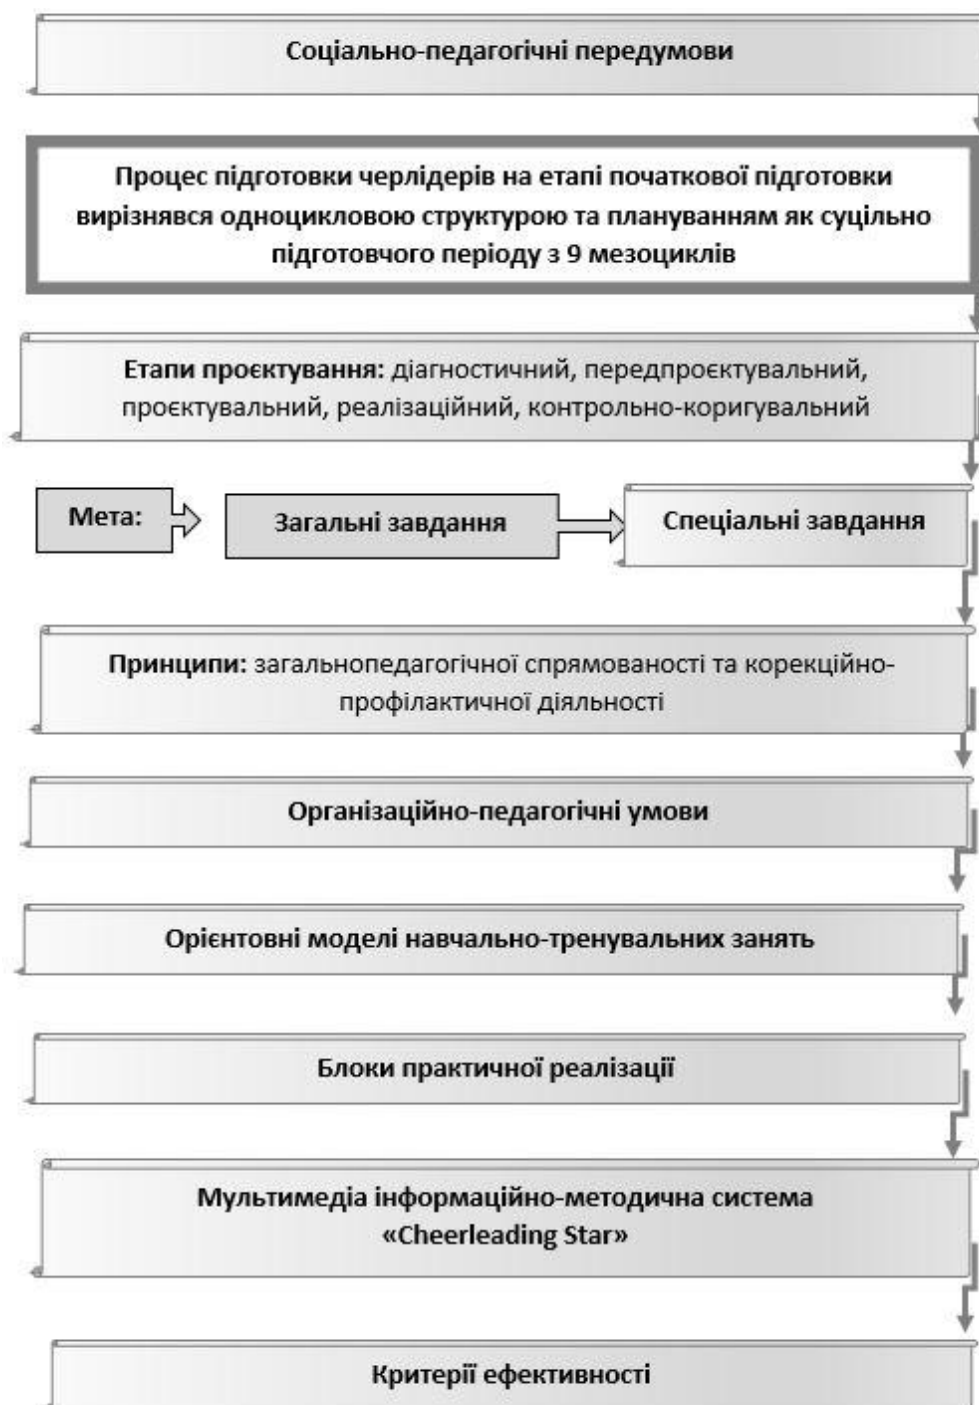 Соціально-педагогічні передумови
Процес підготовки черлідерів на етапі початкової підготовки
вирізнявся одноцикловою структурою та плануванням як суцільно
підготовчого періоду з 9 мезоциклів
Етапи проєктування: діагностичний, передпроєктувальний,
проєктувальний, реалізаційний, контрольно-коригувальний
Мета:
Загальні завдання
Спеціальні завдання
Принципи: загальнопедагогічної спрямованості та корекційно-
профілактичної діяльності
Організаційно-педагогічні умови
Орієнтовні моделі навчально-тренувальних занять
Блоки практичної реалізації
Мультимедіа інформаційно-методична система
«Cheerleading Star»
Критерії ефективності